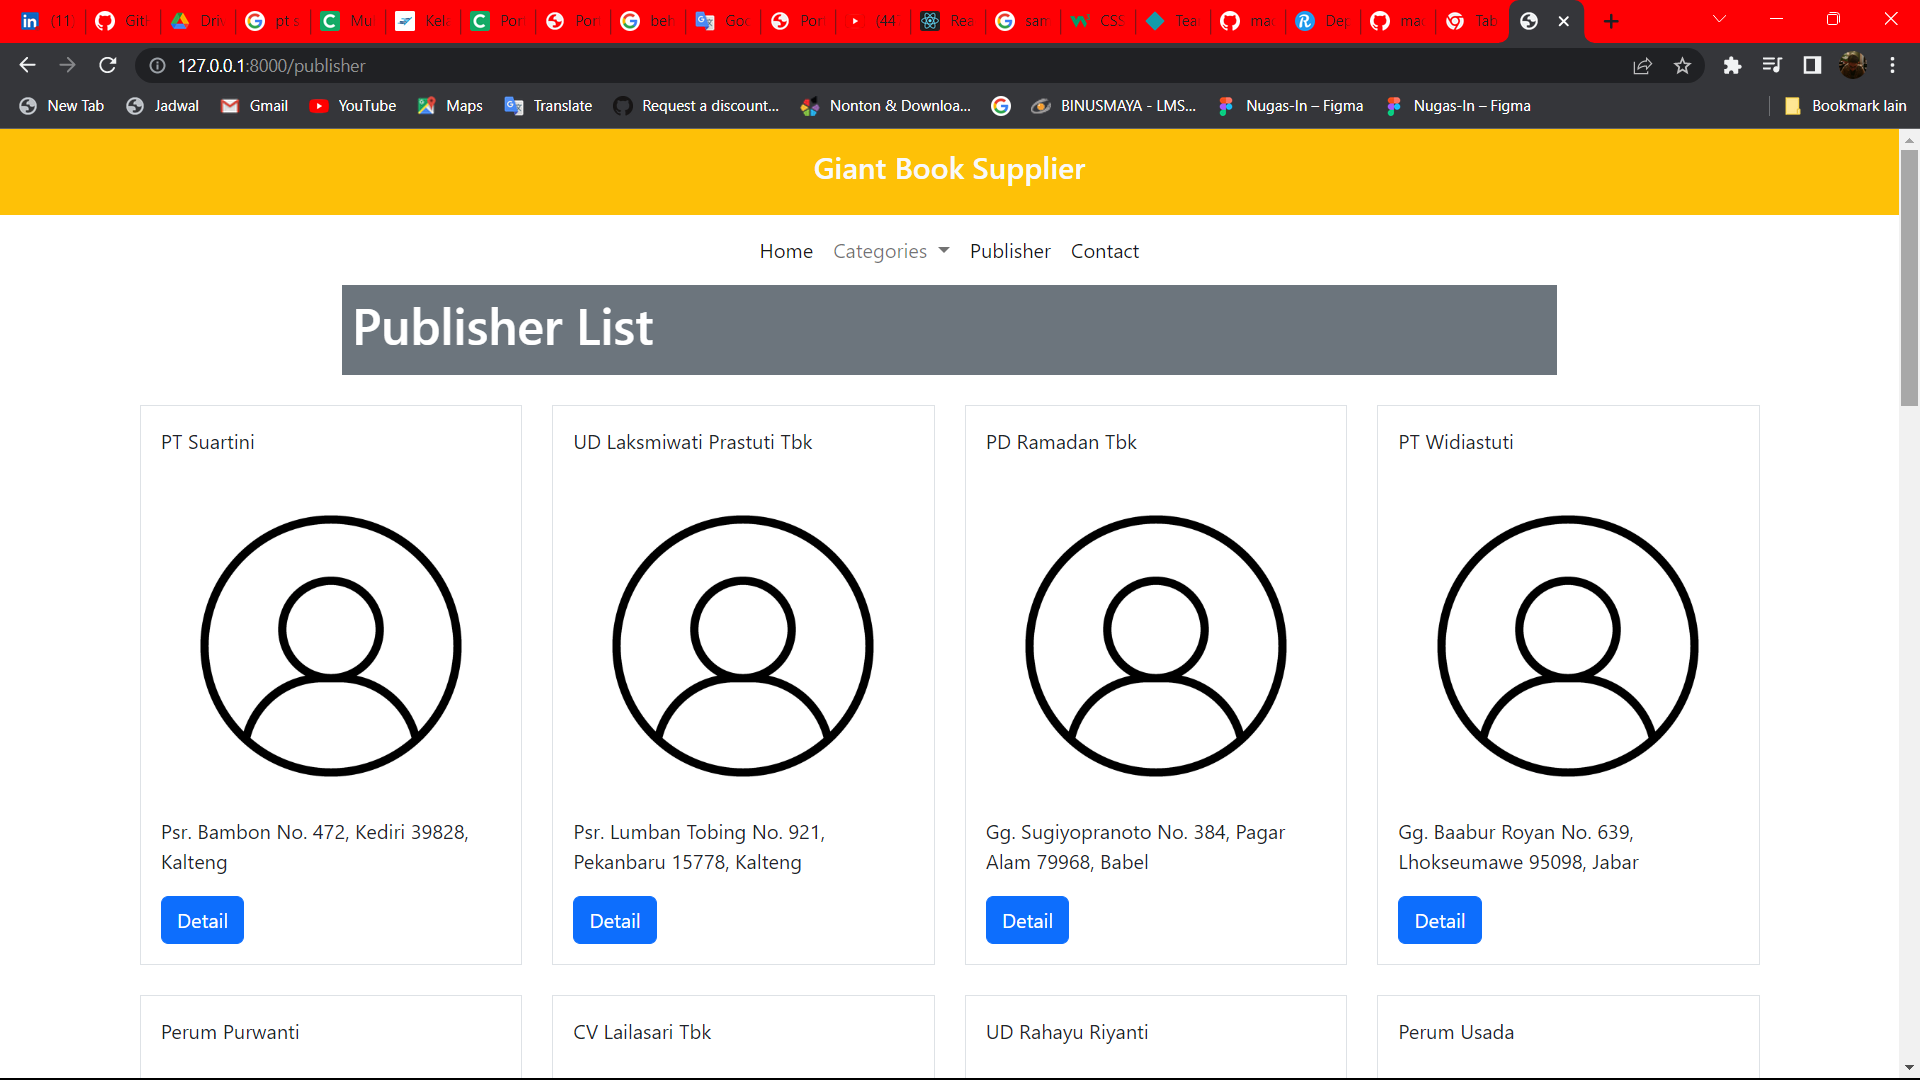 (11) Gitl Driv pt s Mu Kela Port Por beh Goo Port (44 Rea sam CSS Tea ma Dep ma Tab
127.0.0.1:8000/publisher
New Tab Jadwal Gmail YouTube Maps Translate Request a discount... Nonton & Downloa... BINUSMAYA - LMS... Nugas-In – Figma Nugas-In – Figma Bookmark lain
Giant Book Supplier
Home Categories Publisher Contact
Publisher List
PT Suartini
Psr. Bambon No. 472, Kediri 39828,
Kalteng
Detail
UD Laksmiwati Prastuti Tbk
Psr. Lumban Tobing No. 921,
Pekanbaru 15778, Kalteng
Detail
PD Ramadan Tbk
Gg. Sugiyopranoto No. 384, Pagar
Alam 79968, Babel
Detail
PT Widiastuti
Gg. Baabur Royan No. 639,
Lhokseumawe 95098, Jabar
Detail
Perum Purwanti
CV Lailasari Tbk
UD Rahayu Riyanti
Perum Usada